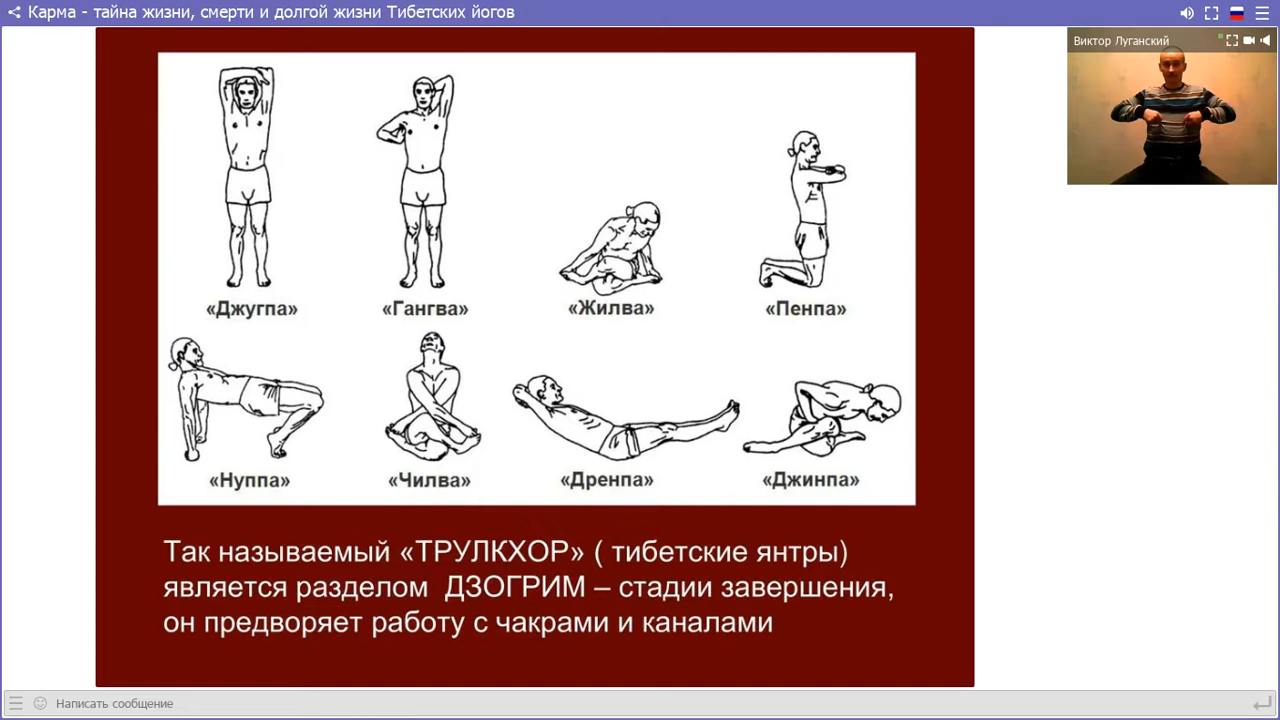 Карма - тайна жизни, смерти и долгой жизни Тибетских йогов
Виктор Луганский
«Джугпа» «Гангва» «Жилва» «Пенпа»
«Нуппа» «Чилва» «Дренпа» «Джинпа»
Так называемый «ТРУЛКХОР» ( тибетские янтры)
является разделом ДЗОГРИМ – стадии завершения,
он предворяет работу с чакрами и каналами
Написать сообщение